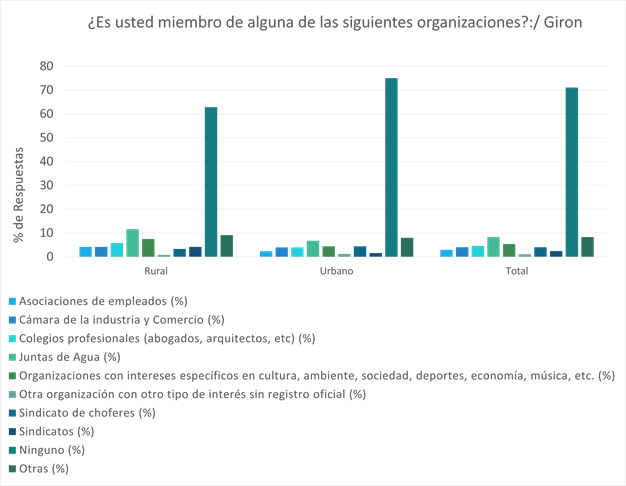 ¿Es usted miembro de alguna de las siguientes organizaciones?:/ Giron
80
70
60
50
40
30
20
10
0
% de Respuestas
Rural Urbano Total
Asociaciones de empleados (%)
Cámara de la industria y Comercio (%)
Colegios profesionales (abogados, arquitectos, etc) (%)
Juntas de Agua (%)
Organizaciones con intereses específicos en cultura, ambiente, sociedad, deportes, economía, música, etc. (%)
Otra organización con otro tipo de interés sin registro oficial (%)
Sindicato de choferes (%)
Sindicatos (%)
Ninguno (%)
Otras (%)